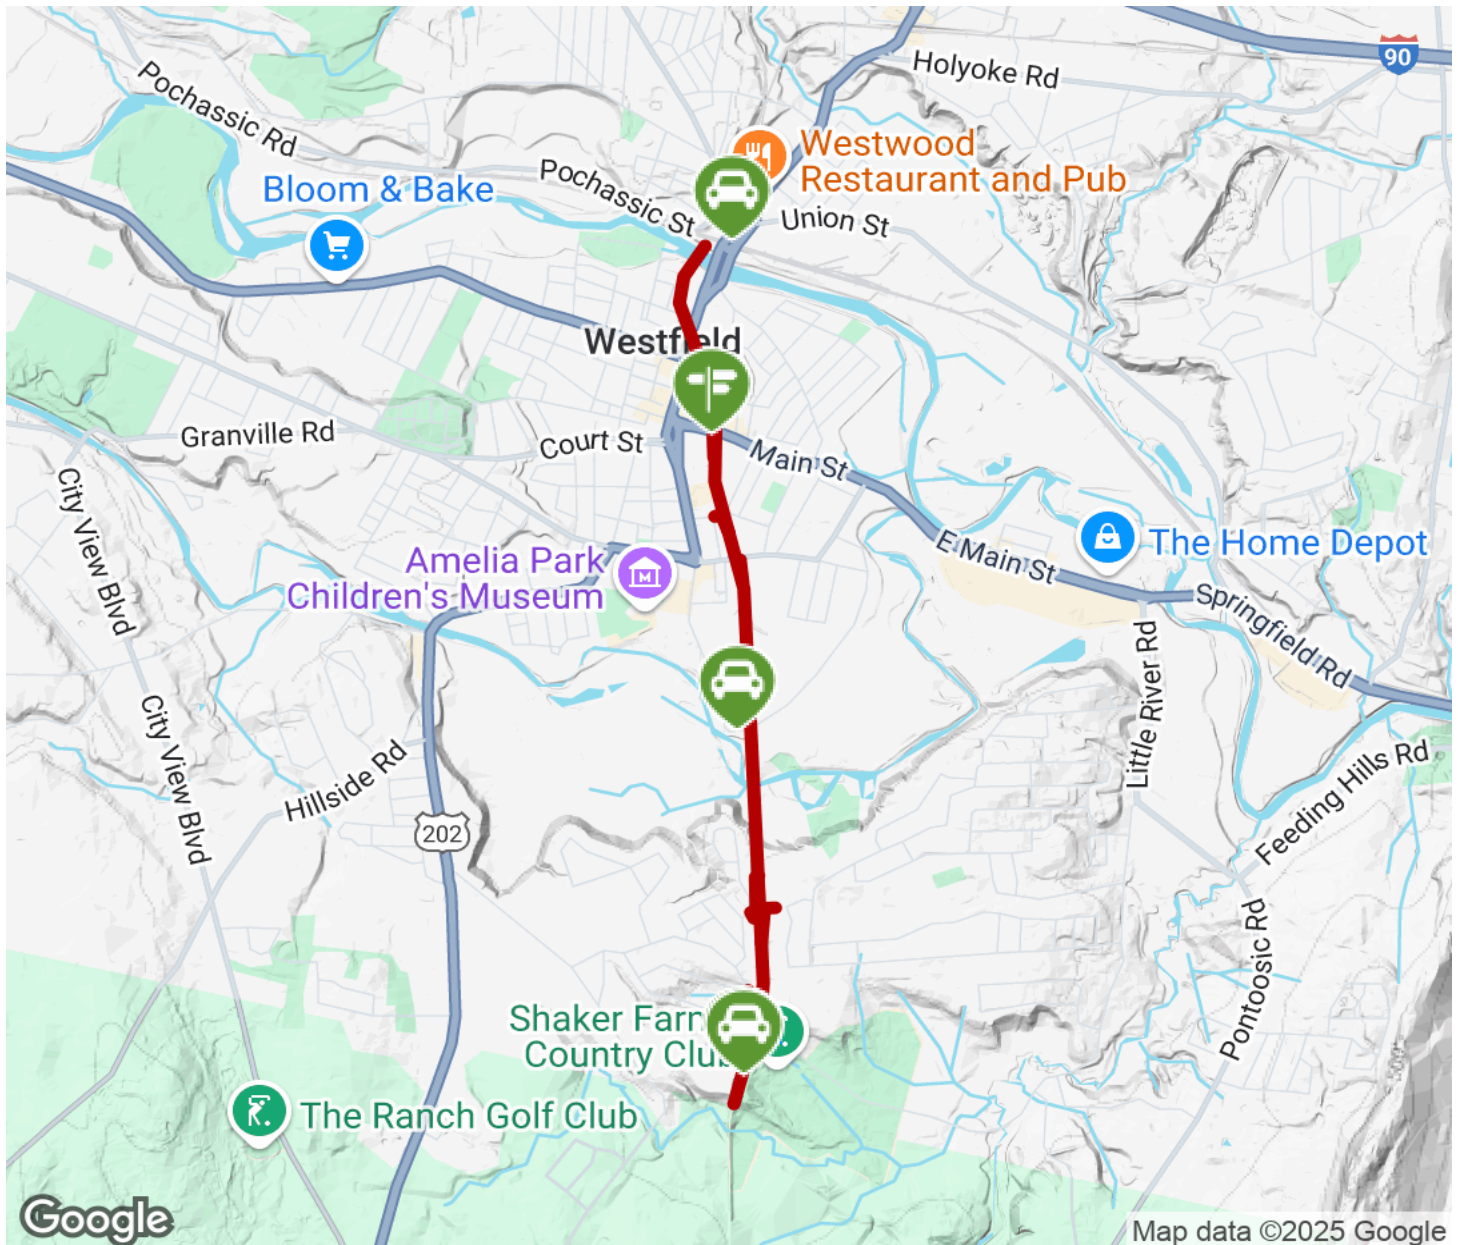 90
Holyoke Rd
Pochassic Rd
Westwood
Restaurant and Pub
Pochassic St
Bloom & Bake
Union St
Westfield
Granville Rd
Court St
Main St
City View Blvd
E Main St
The Home Depot
Amelia Park
Children's Museum
Springfield Rd
Little River Rd
City View Blvd
Hillside Rd
Feeding Hills Rd
202
Pontoosic Rd
Shaker Farm
Country Club
The Ranch Golf Club
Google
Map data ©2025 Google